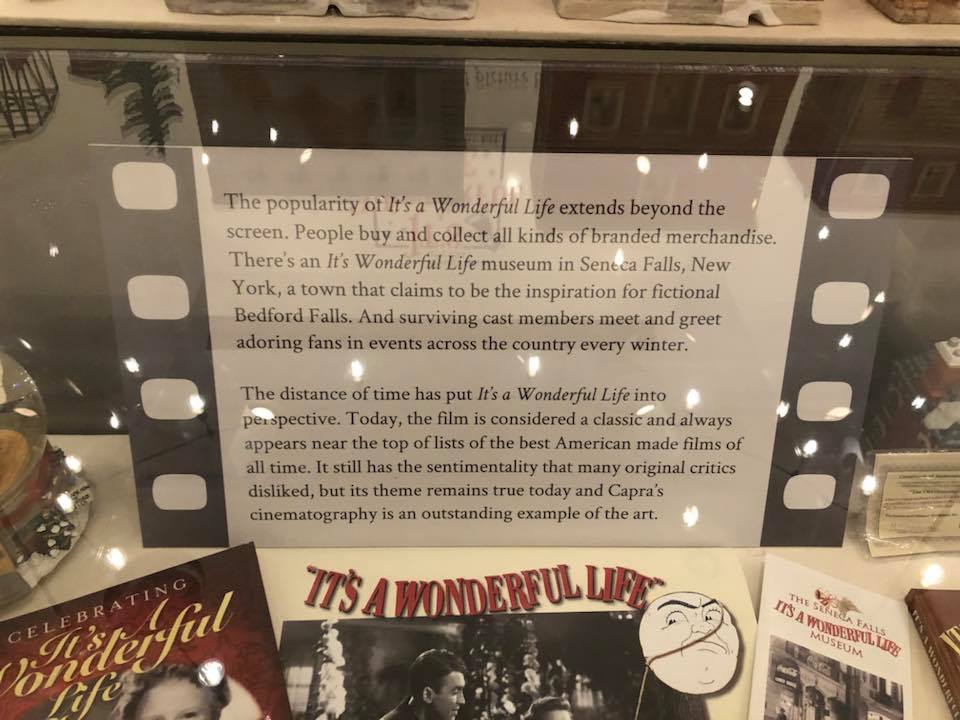 The popularity of It's a Wonderful Life extends beyond the
screen. People buy and collect all kinds of branded merchandise.
There's an It's Wonderful Life museum in Seneca Falls, New
York, a town that claims to be the inspiration for fictional
Bedford Falls. And surviving cast members meet and greet
adoring fans in events across the country every winter.
The distance of time has put It's a Wonderful Life into
perspective. Today, the film is considered a classic and always
appears near the top of lists of the best American made films of
all time. It still has the sentimentality that many original critics
disliked, but its theme remains true today and Capra's
cinematography is an outstanding example of the art.
CELEBRATING
It's A
Wonderful
Life
"IT'S A WONDERFUL LIFE"
THE SENECA FALLS
IT'S A WONDERFUL LIFE
MUSEUM